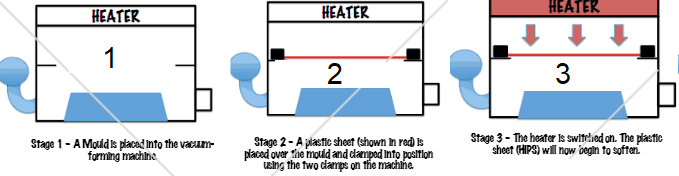 HEATER
1
Stage 1 - A Mould is placed into the vacuum-
forming machine.
HEATER
2
Stage 2 - A plastic sheet (shown in red) is
placed over the mould and clamped into position
using the two clamps on the machine.
HEATER
3
Stage 3 - The heater is switched on. The plastic
sheet (HIPS) will now begin to soften.